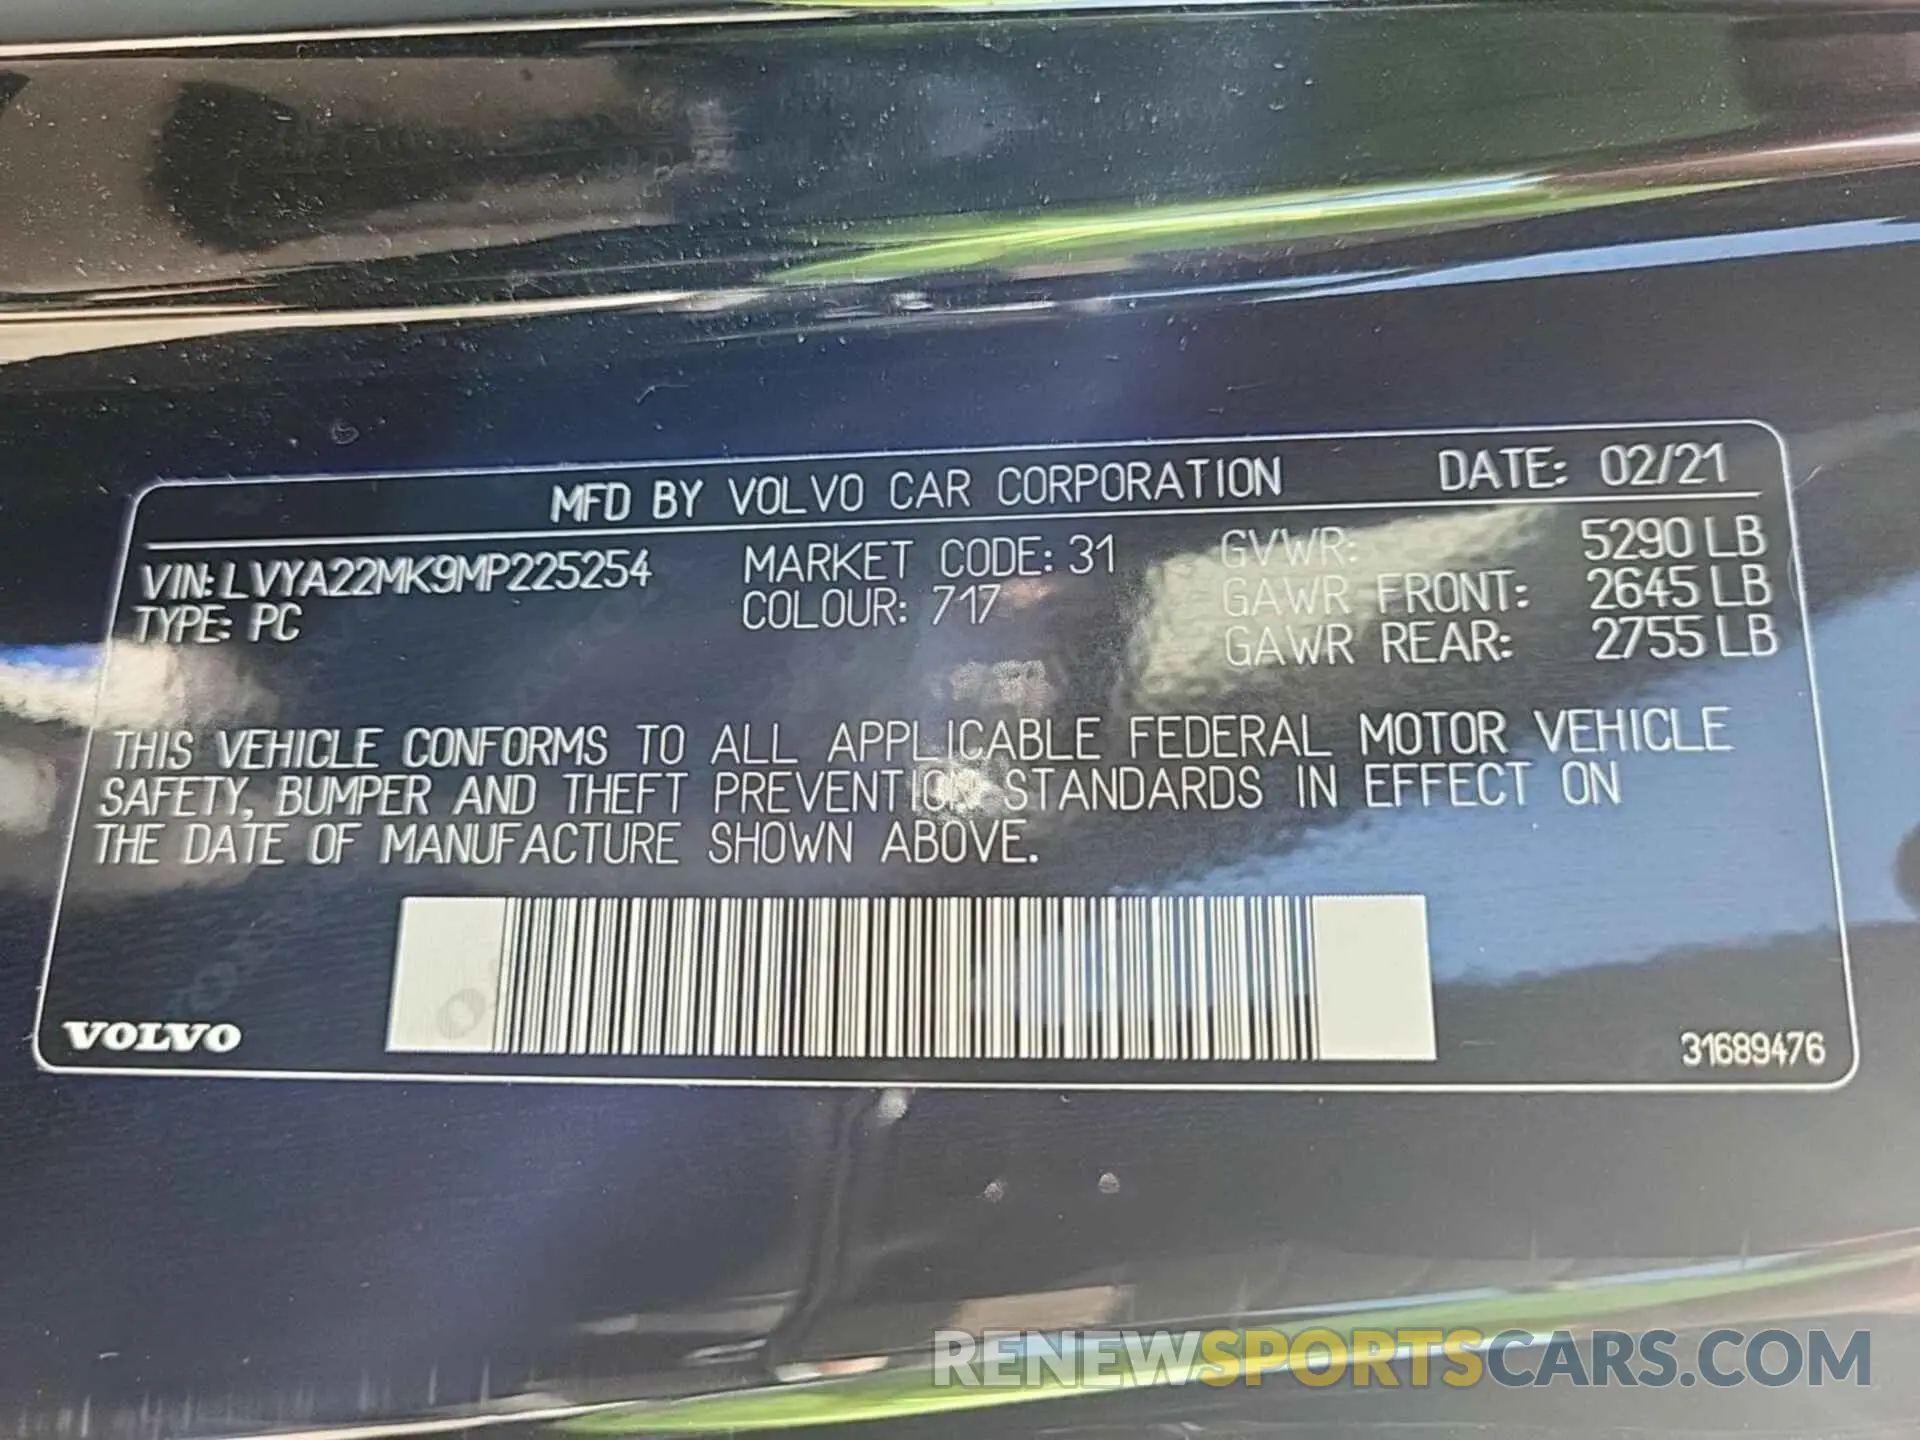 MFD BY VOLVO CAR CORPORATION DATE: 02/21
VIN: LVYA22MK9MP225254 MARKET CODE: 31 GVWR: 5290 LB
TYPE: PC COLOUR: 717 GAWR FRONT: 2645 LB
GAWR REAR: 2755 LB
THIS VEHICLE CONFORMS TO ALL APPLICABLE FEDERAL MOTOR VEHICLE
SAFETY, BUMPER AND THEFT PREVENTION STANDARDS IN EFFECT ON
THE DATE OF MANUFACTURE SHOWN ABOVE.
VOLVO 31689476
RENEWSPORTSCARS.COM